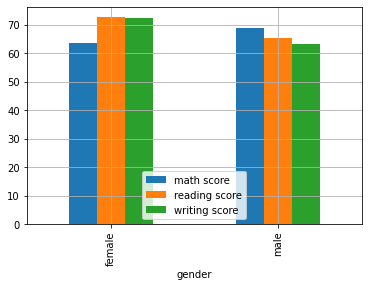 70
60
50
40
30
20
10
0
math score
reading score
writing score
female
male
gender